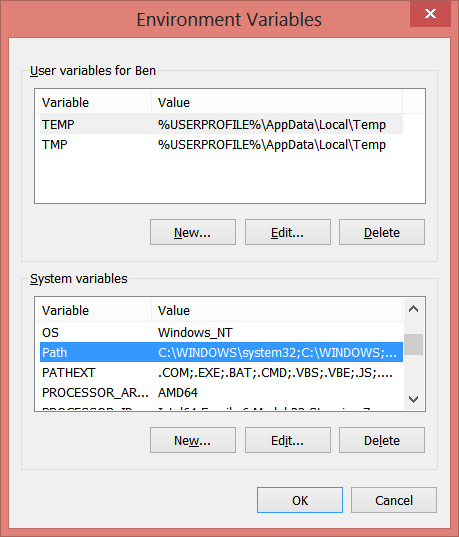 Environment Variables
User variables for Ben
Variable Value
TEMP %USERPROFILE%\AppData\Local\Temp
TMP %USERPROFILE%\AppData\Local\Temp
New... Edit... Delete
System variables
Variable Value
OS Windows_NT
Path C:\WINDOWS\system32;C:\WINDOWS;...
PATHEXT .COM;.EXE;.BAT;.CMD;.VBS;.VBE;.JS;....
PROCESSOR_AR... AMD64
New... Edit... Delete
OK Cancel